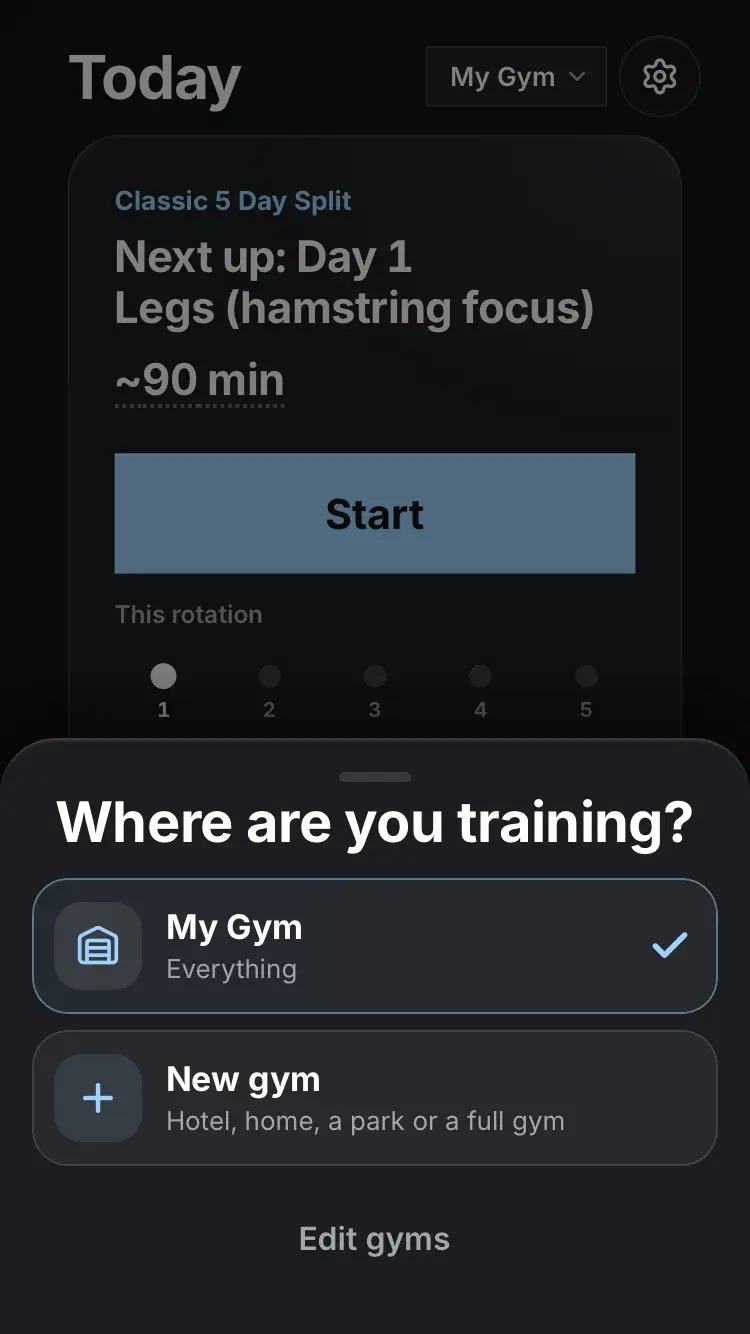 Today
My Gym
Classic 5 Day Split
Next up: Day 1
Legs (hamstring focus)
~90 min
Start
This rotation
1 2 3 4 5
Where are you training?
My Gym
Everything
New gym
Hotel, home, a park or a full gym
Edit gyms